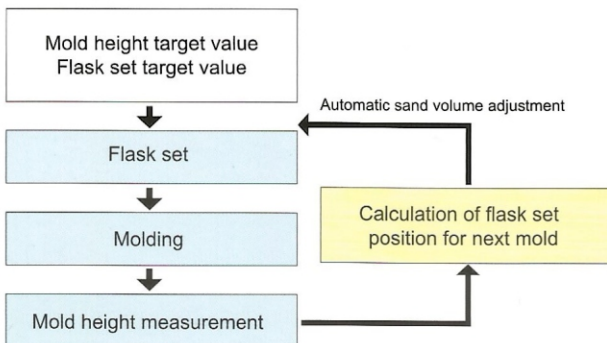 Mold height target value
Flask set target value
Automatic sand volume adjustment
Flask set
Molding
Calculation of flask set
position for next mold
Mold height measurement